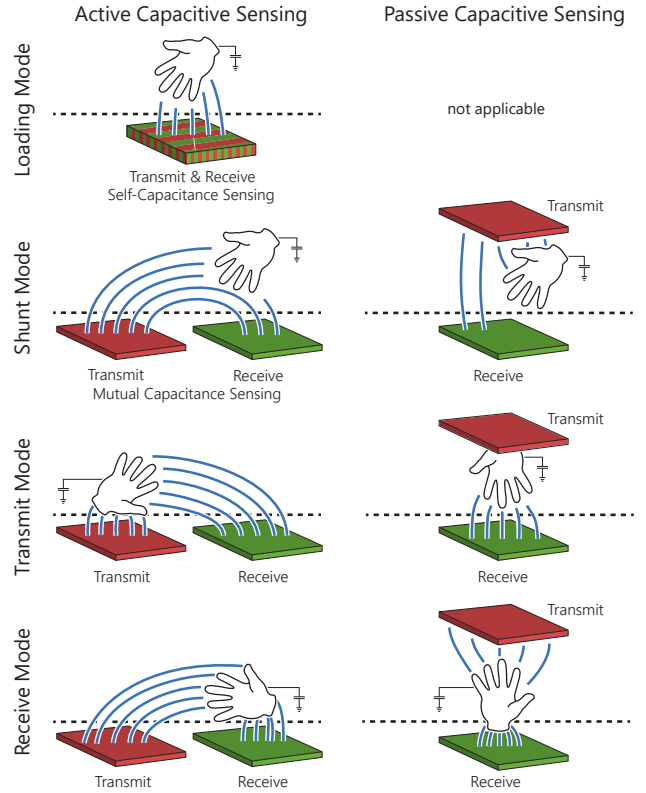 Active Capacitive Sensing
Passive Capacitive Sensing
Loading Mode
not applicable
Transmit & Receive
Self-Capacitance Sensing
Shunt Mode
Transmit
Transmit
Receive
Mutual Capacitance Sensing
Receive
Transmit Mode
Transmit
Transmit
Receive
Receive
Receive Mode
Transmit
Transmit
Receive
Receive